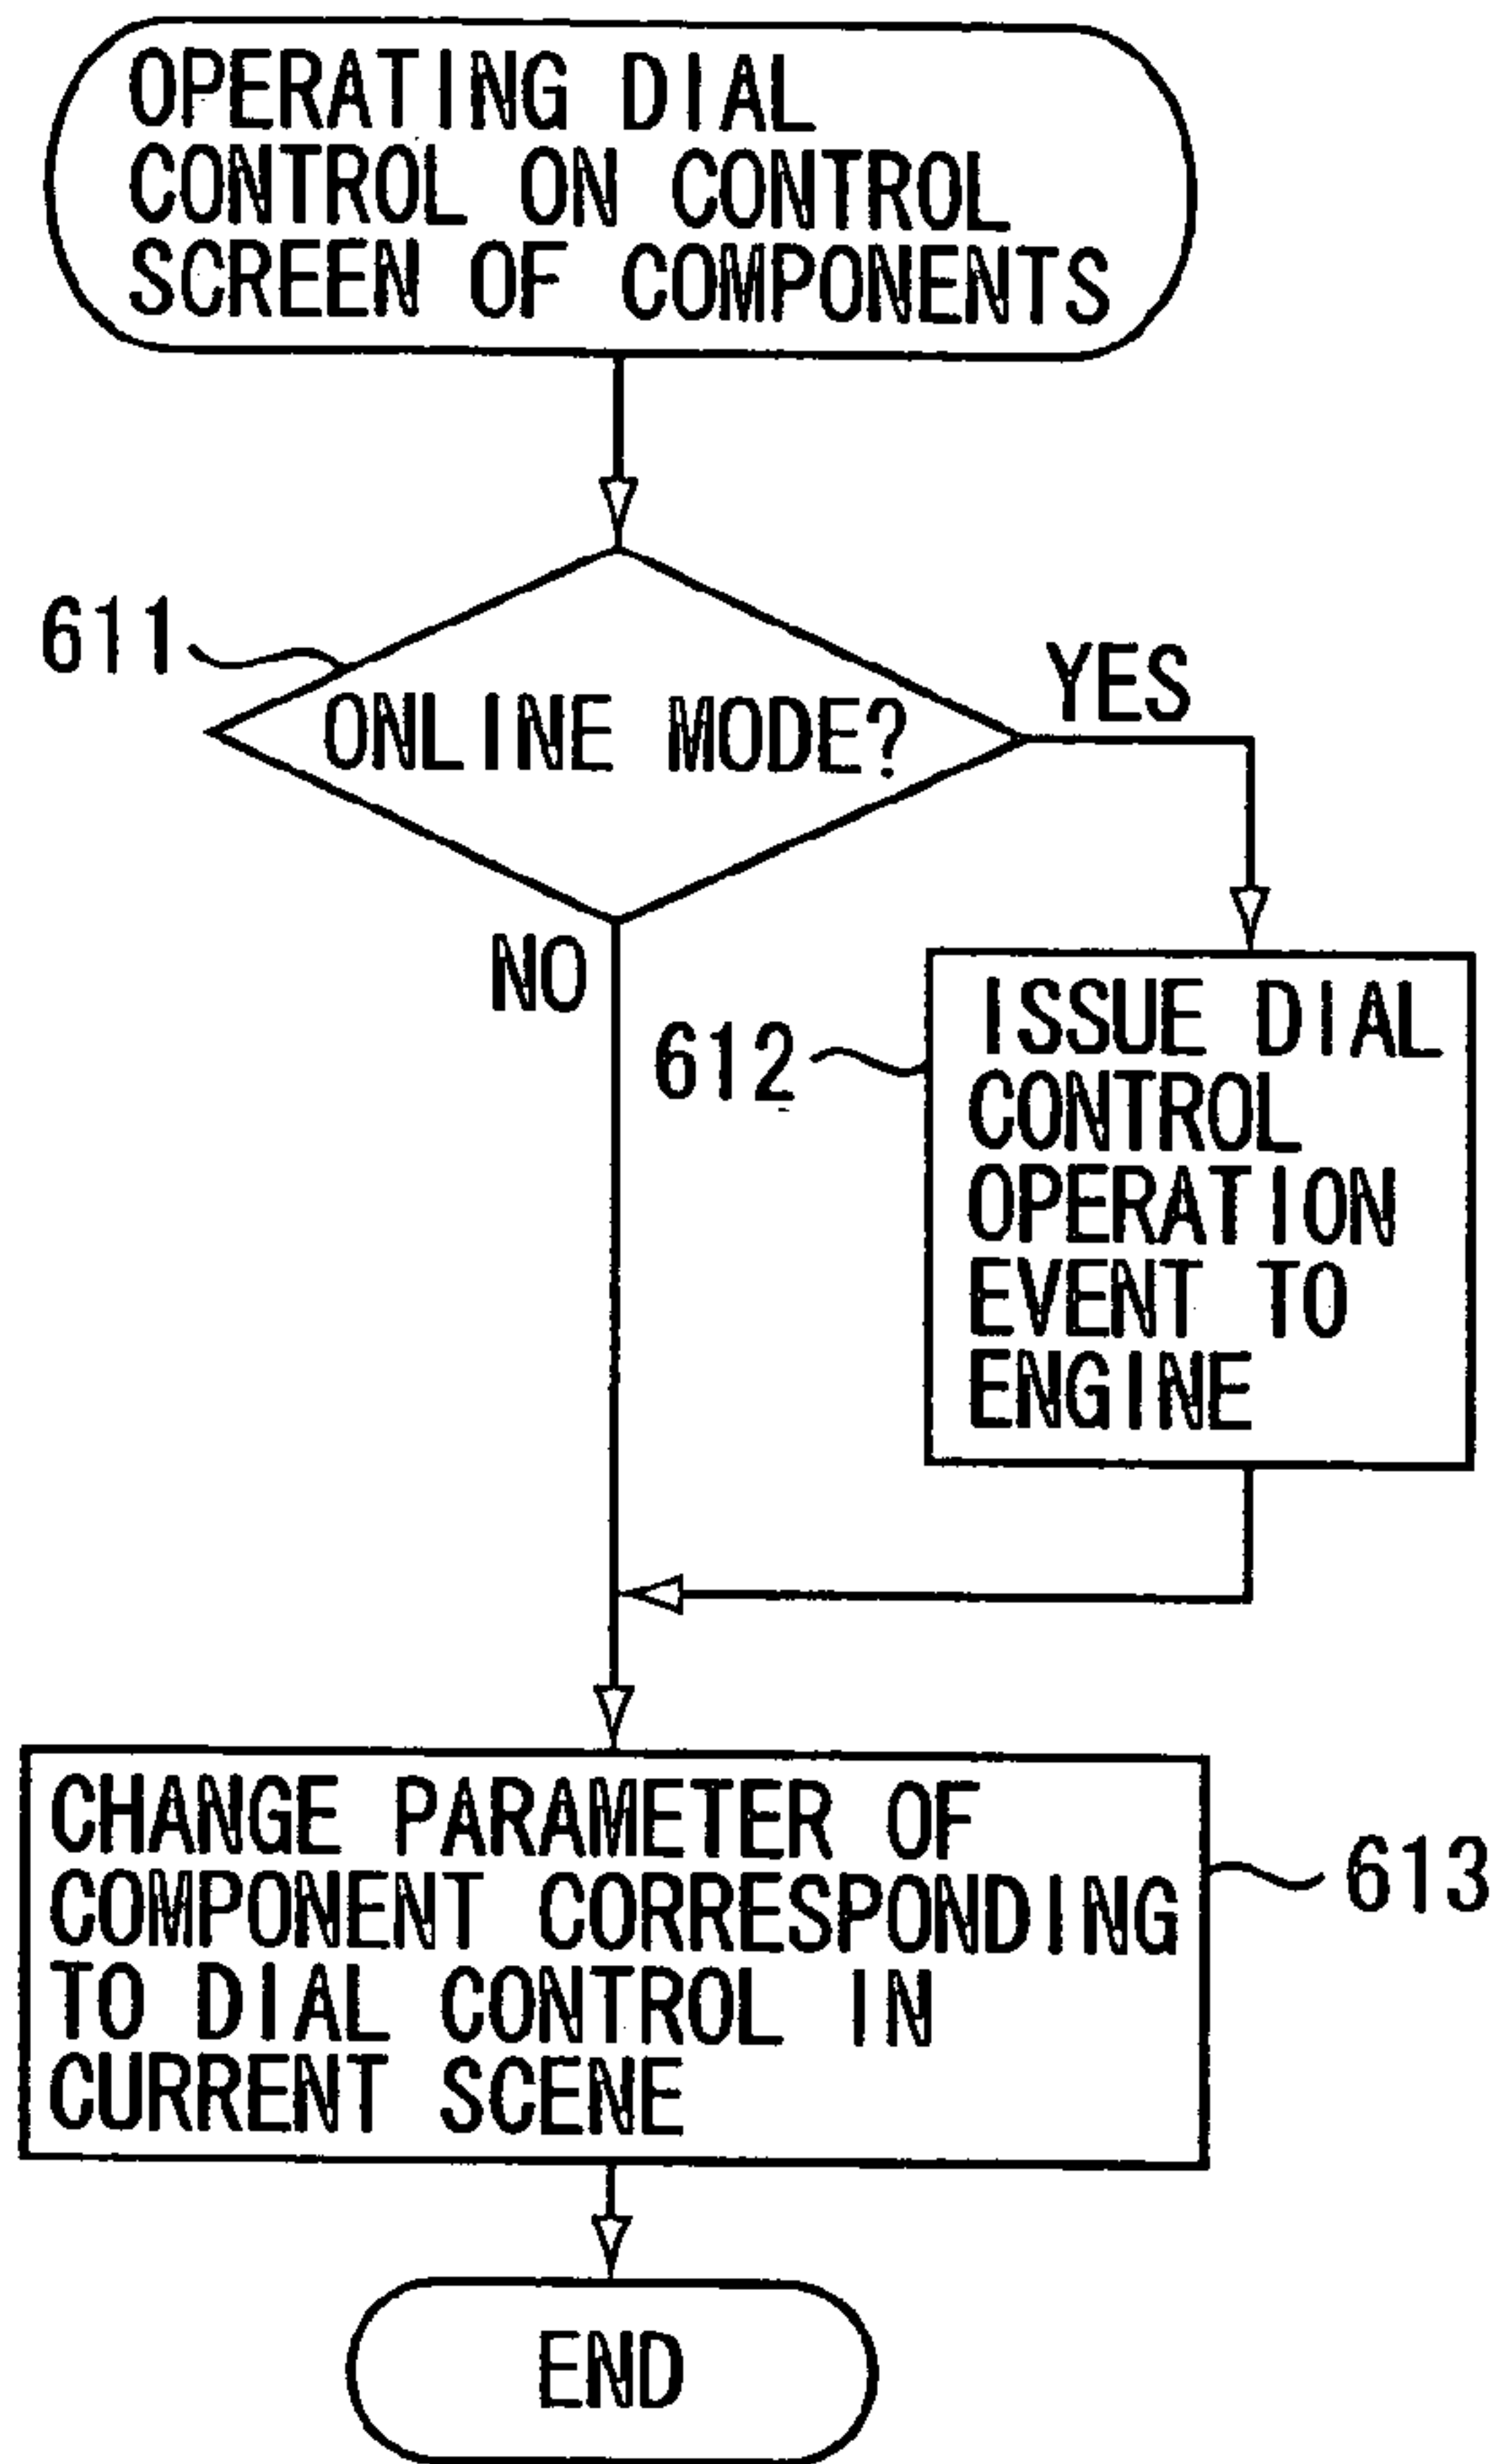 OPERATING DIAL
CONTROL ON CONTROL
SCREEN OF COMPONENTS
611
ONLINE MODE?
YES
NO
612
ISSUE DIAL
CONTROL
OPERATION
EVENT TO
ENGINE
CHANGE PARAMETER OF
COMPONENT CORRESPONDING
TO DIAL CONTROL IN
CURRENT SCENE
613
END